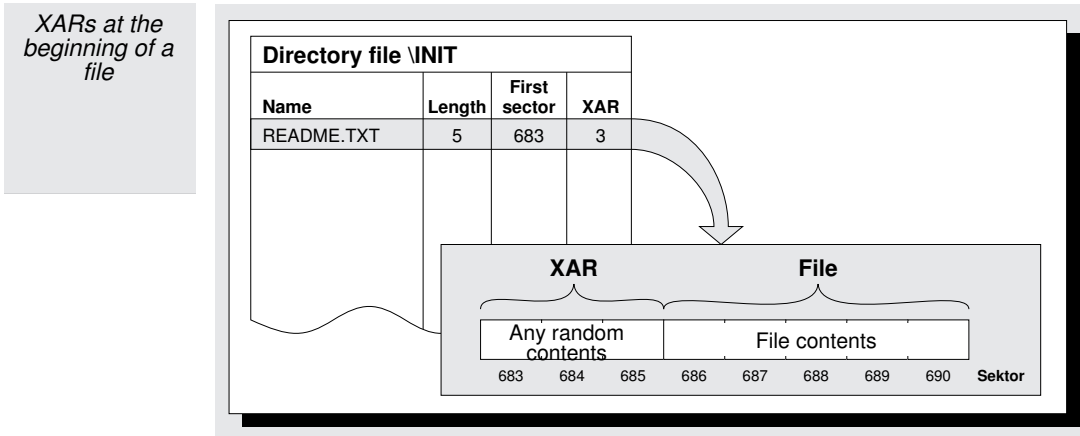 XARs at the
beginning of a
file
Directory file \INIT
Name Length First sector XAR
README.TXT 5 683 3
XAR File
Any random
contents
File contents
683 684 685 686 687 688 689 690 Sektor